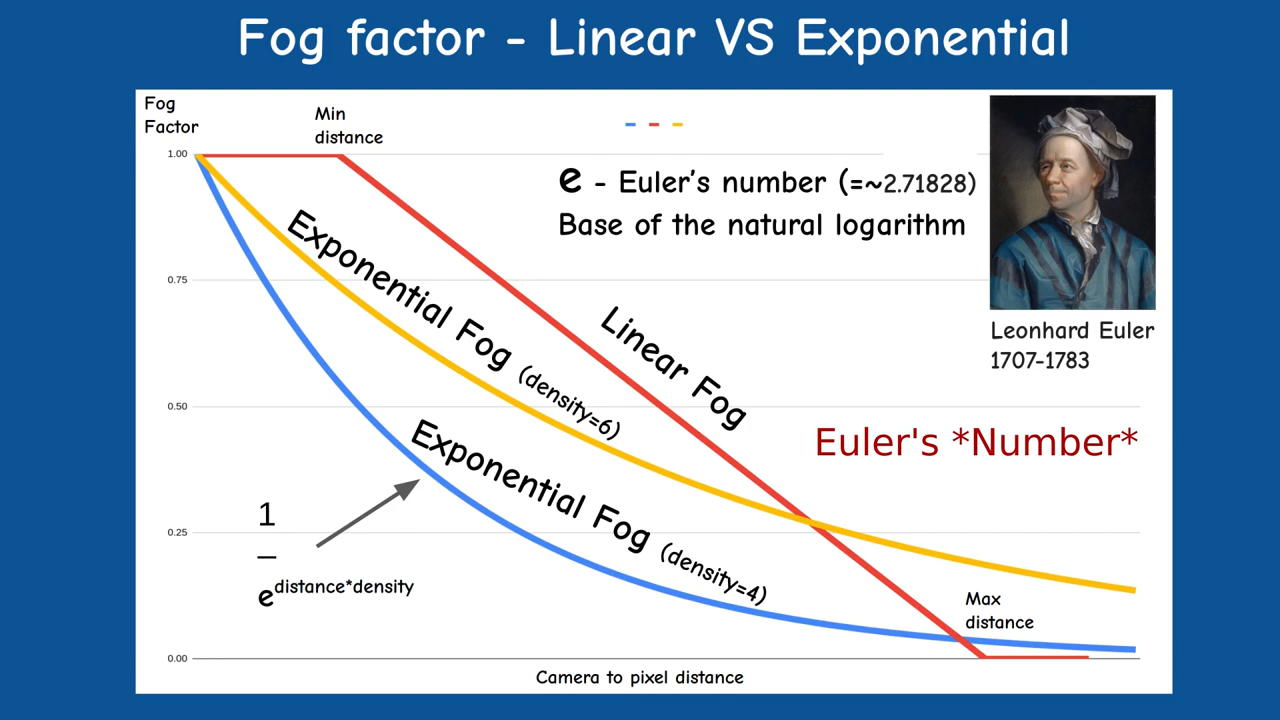 Fog factor - Linear VS Exponential
Fog
Factor
Min
distance
1.00
e - Euler's number (=~2.71828)
Base of the natural logarithm
Exponential Fog (density=6)
0.75
Linear Fog
Leonhard Euler
1707-1783
0.50
Euler's *Number*
Exponential Fog (density=4)
1
—
e^distance*density
0.25
Max
distance
0.00
Camera to pixel distance